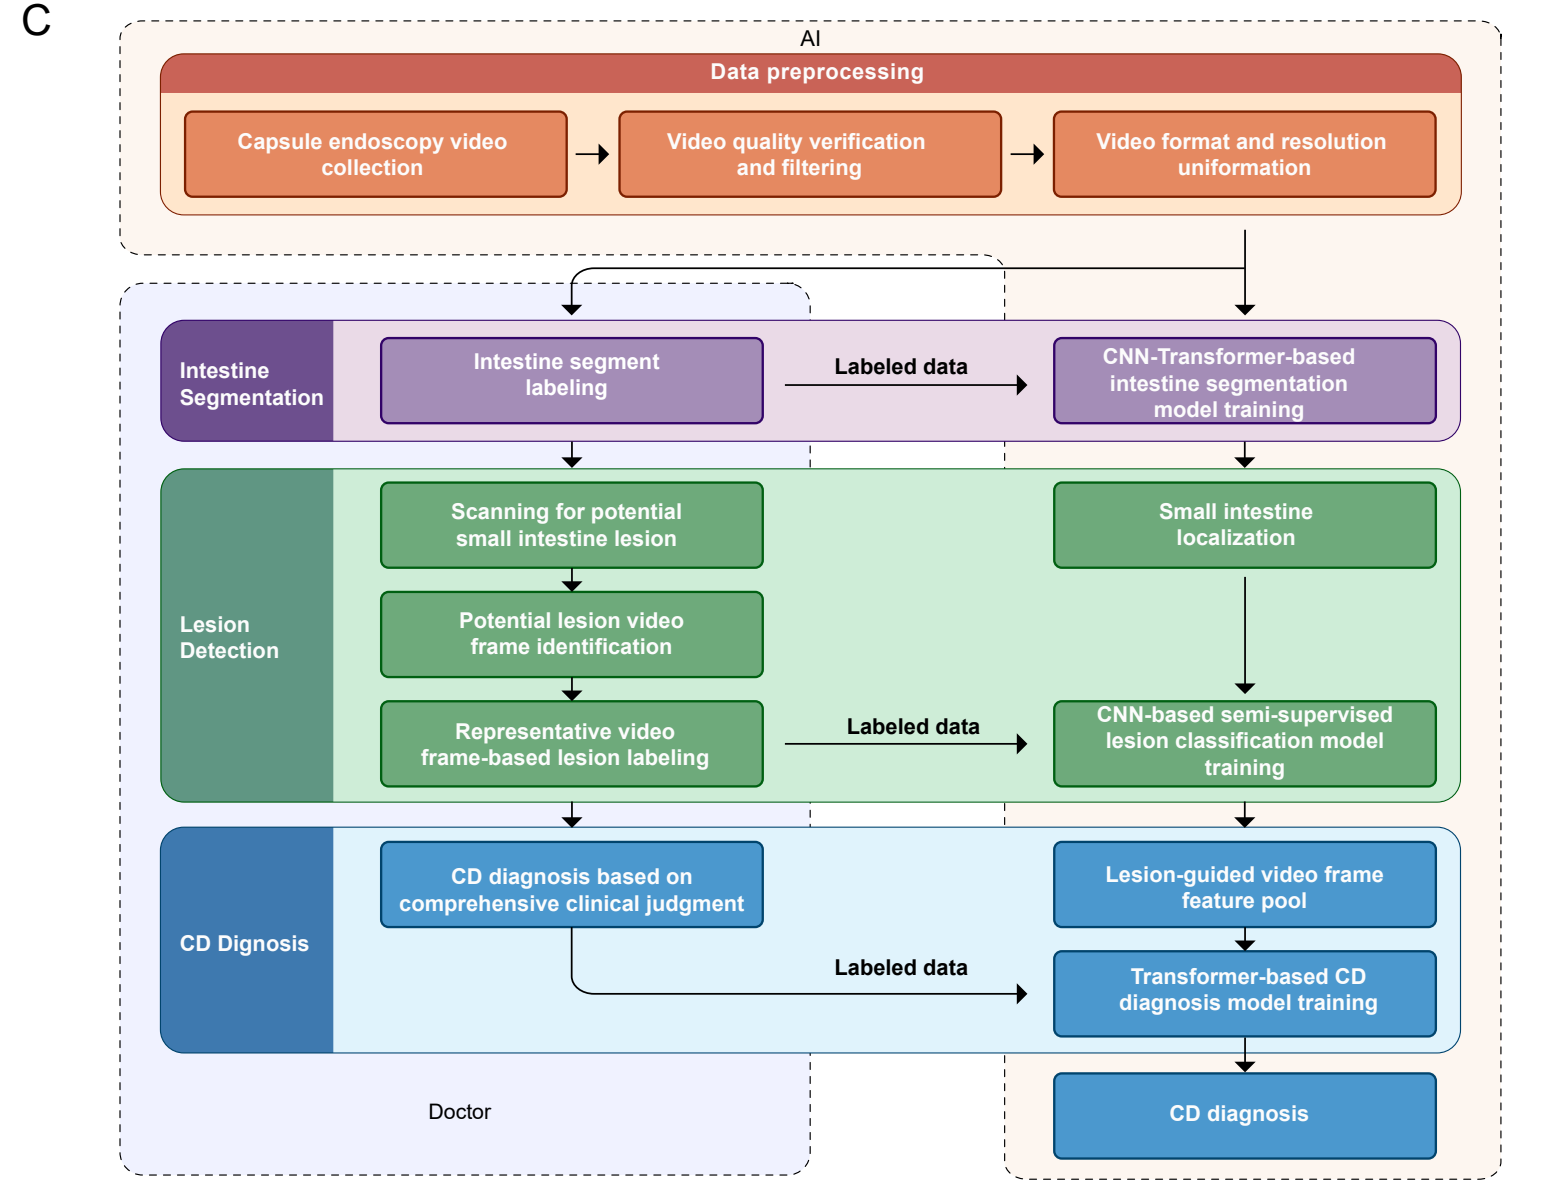 C
AI
Data preprocessing
Capsule endoscopy video
collection
Video quality verification
and filtering
Video format and resolution
uniformation
Intestine
Segmentation
Intestine segment
labeling
Labeled data
CNN-Transformer-based
intestine segmentation
model training
Lesion
Detection
Scanning for potential
small intestine lesion
Small intestine
localization
Potential lesion video
frame identification
Representative video
frame-based lesion labeling
Labeled data
CNN-based semi-supervised
lesion classification model
training
CD Dignosis
CD diagnosis based on
comprehensive clinical judgment
Lesion-guided video frame
feature pool
Labeled data
Transformer-based CD
diagnosis model training
Doctor
CD diagnosis